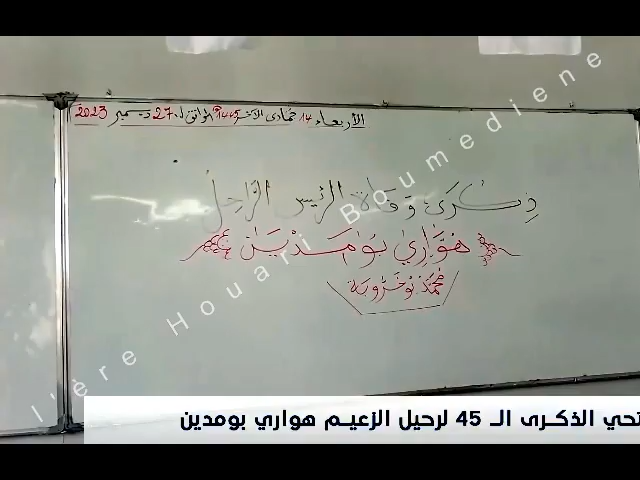 الأربعاء 14 جمادى الآخرة 1445هـ الموافق لـ 27 ديسمبر 2023
ذكرى وفاة الرئيس الراحل
هواري بومدين
محمد بوخروبة
l'ère Houari Boumediene
تحي الذكرى الـ 45 لرحيل الزعيم هواري بومدين